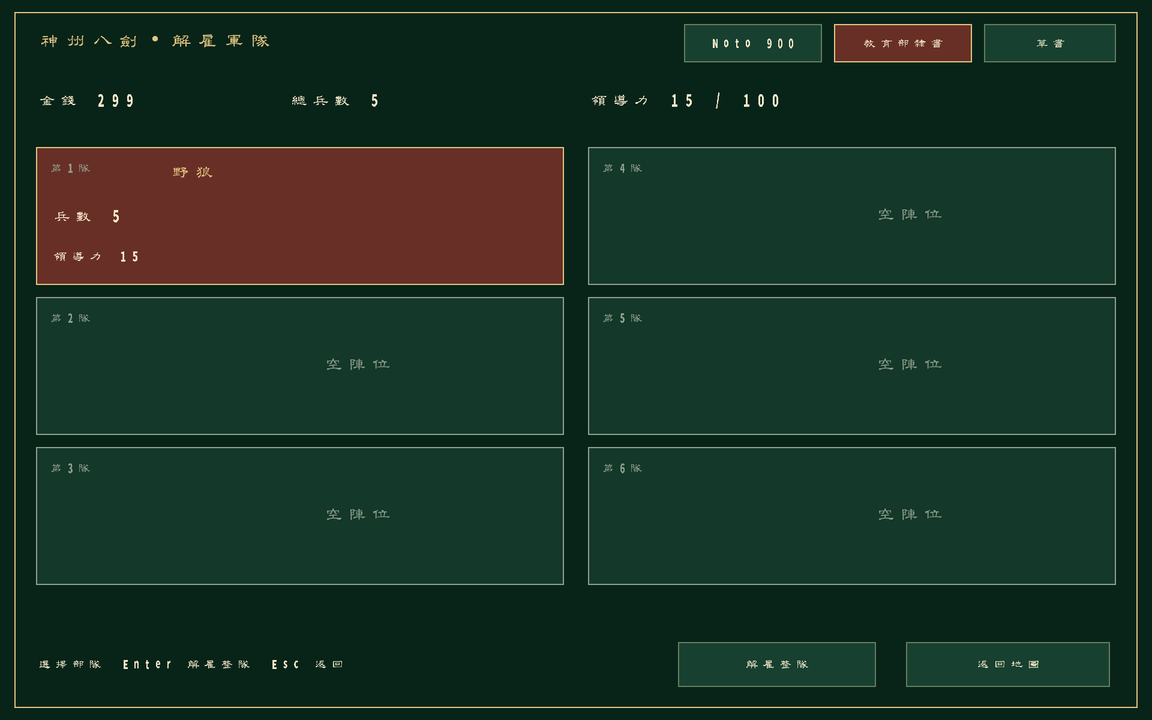 神州八劍•解雇軍隊
Noto 900
教育部隸書
草書
金錢 299
總兵數 5
領導力 15 / 100
第1隊
野狼
兵數 5
領導力 15
第4隊
空陣位
第2隊
空陣位
第5隊
空陣位
第3隊
空陣位
第6隊
空陣位
選擇部隊 Enter 解雇整隊 Esc 返回
解雇整隊
返回地圖